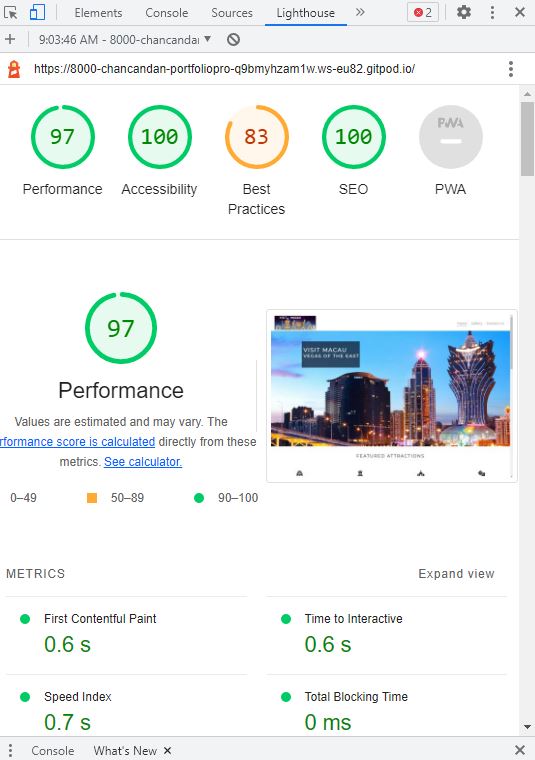 Elements Console Sources Lighthouse » 2
+ 9:03:46 AM - 8000-chancandan
https://8000-chancandan-portfoliopro-q9bmyhzam1w.ws-eu82.gitpod.io/
97 100 83 100 PWA
Performance Accessibility Best Practices SEO PWA
97
Performance
Values are estimated and may vary. The
rformance score is calculated directly from these
metrics. See calculator.
VISIT MACAU
VISIT MACAU
VEGAS OF THE EAST
FEATURED ATTRACTIONS
0–49 50–89 90–100
METRICS Expand view
First Contentful Paint
0.6 s
Time to Interactive
0.6 s
Speed Index
0.7 s
Total Blocking Time
0 ms
Console What's New